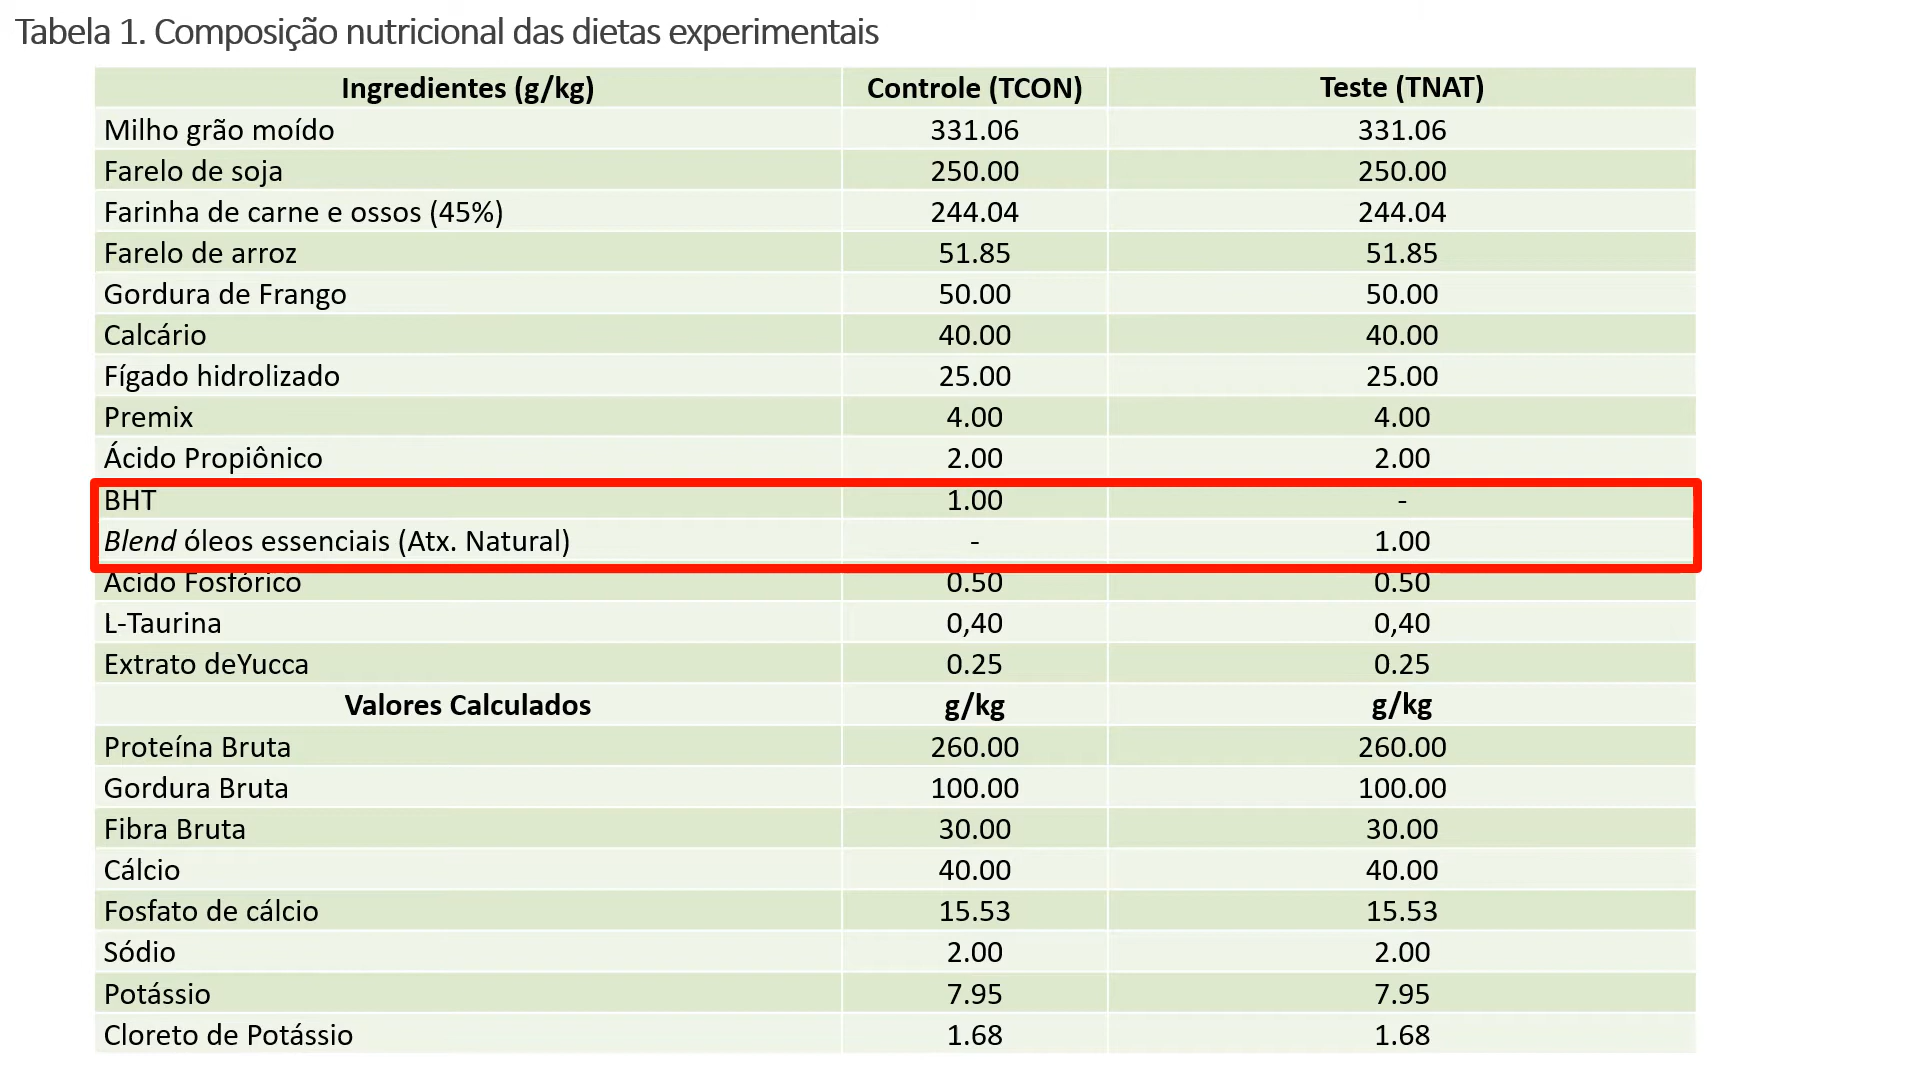 Tabela 1. Composição nutricional das dietas experimentais
Ingredientes (g/kg) Controle (TCON) Teste (TNAT)
Milho grão moído 331.06 331.06
Farelo de soja 250.00 250.00
Farinha de carne e ossos (45%) 244.04 244.04
Farelo de arroz 51.85 51.85
Gordura de Frango 50.00 50.00
Calcário 40.00 40.00
Fígado hidrolizado 25.00 25.00
Premix 4.00 4.00
Ácido Propiônico 2.00 2.00
BHT 1.00 -
Blend óleos essenciais (Atx. Natural) - 1.00
Ácido Fosfórico 0.50 0.50
L-Taurina 0,40 0,40
Extrato deYucca 0.25 0.25
Valores Calculados g/kg g/kg
Proteína Bruta 260.00 260.00
Gordura Bruta 100.00 100.00
Fibra Bruta 30.00 30.00
Cálcio 40.00 40.00
Fosfato de cálcio 15.53 15.53
Sódio 2.00 2.00
Potássio 7.95 7.95
Cloreto de Potássio 1.68 1.68